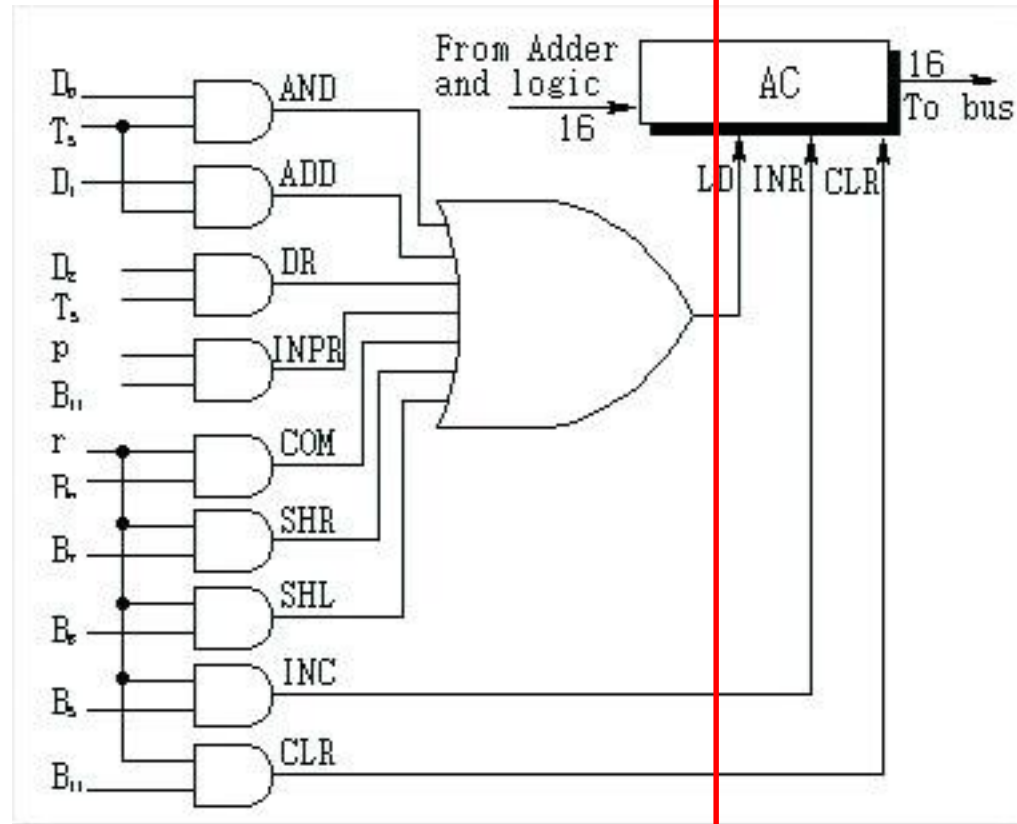 From Adder
and logic
16
AC
16
To bus
LD INR CLR
D₀
T₅
AND
D₁
ADD
D₂
T₅
DR
p
B₁₁
INPR
r
COM
B₇
SHR
B₆
SHL
B₅
INC
B₁₁
CLR